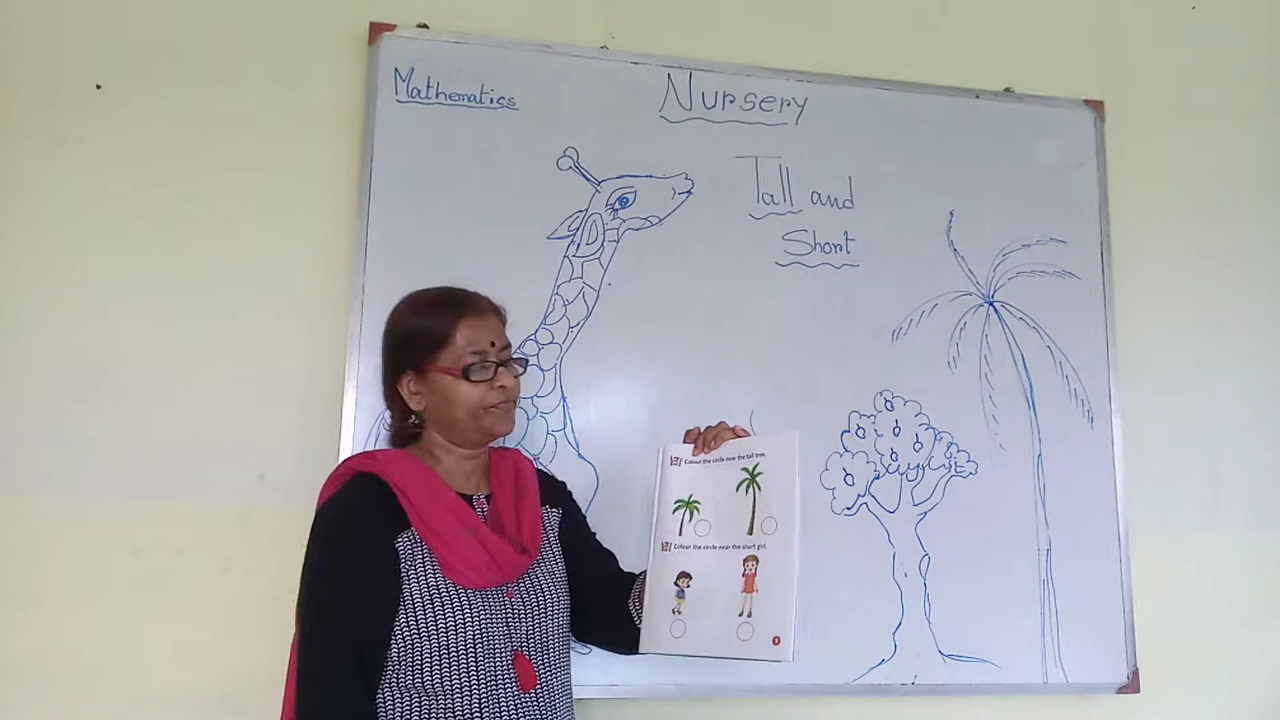 Mathematics
Nursery
Tall and
Short
Colour the circle near the tall tree.
Colour the circle near the short girl.